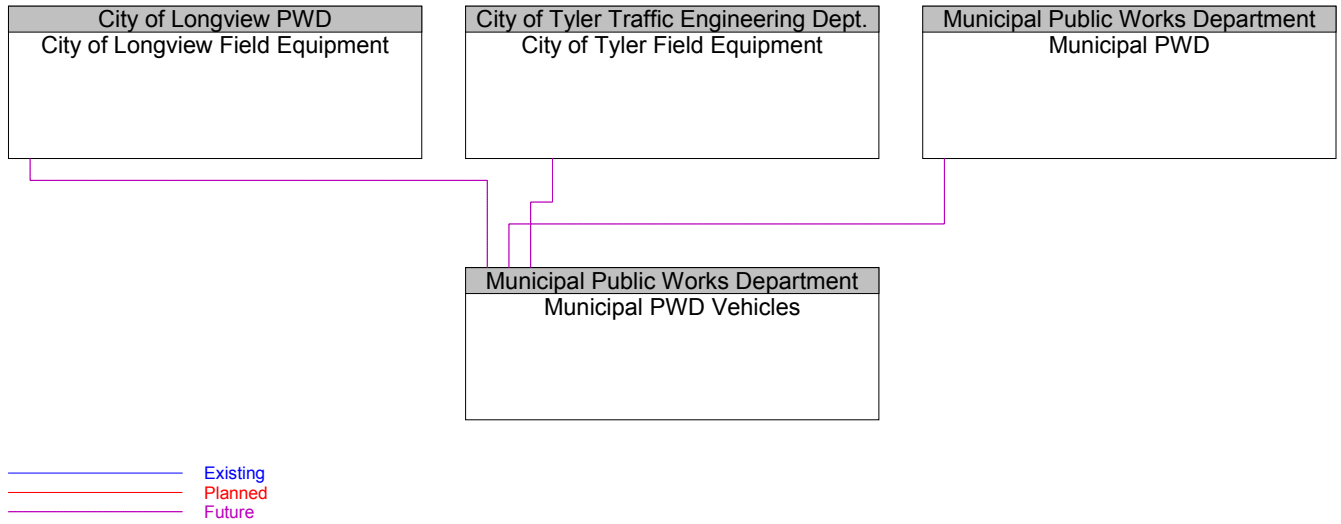 City of Longview PWD
City of Longview Field Equipment
City of Tyler Traffic Engineering Dept.
City of Tyler Field Equipment
Municipal Public Works Department
Municipal PWD
Municipal Public Works Department
Municipal PWD Vehicles
Existing
Planned
Future